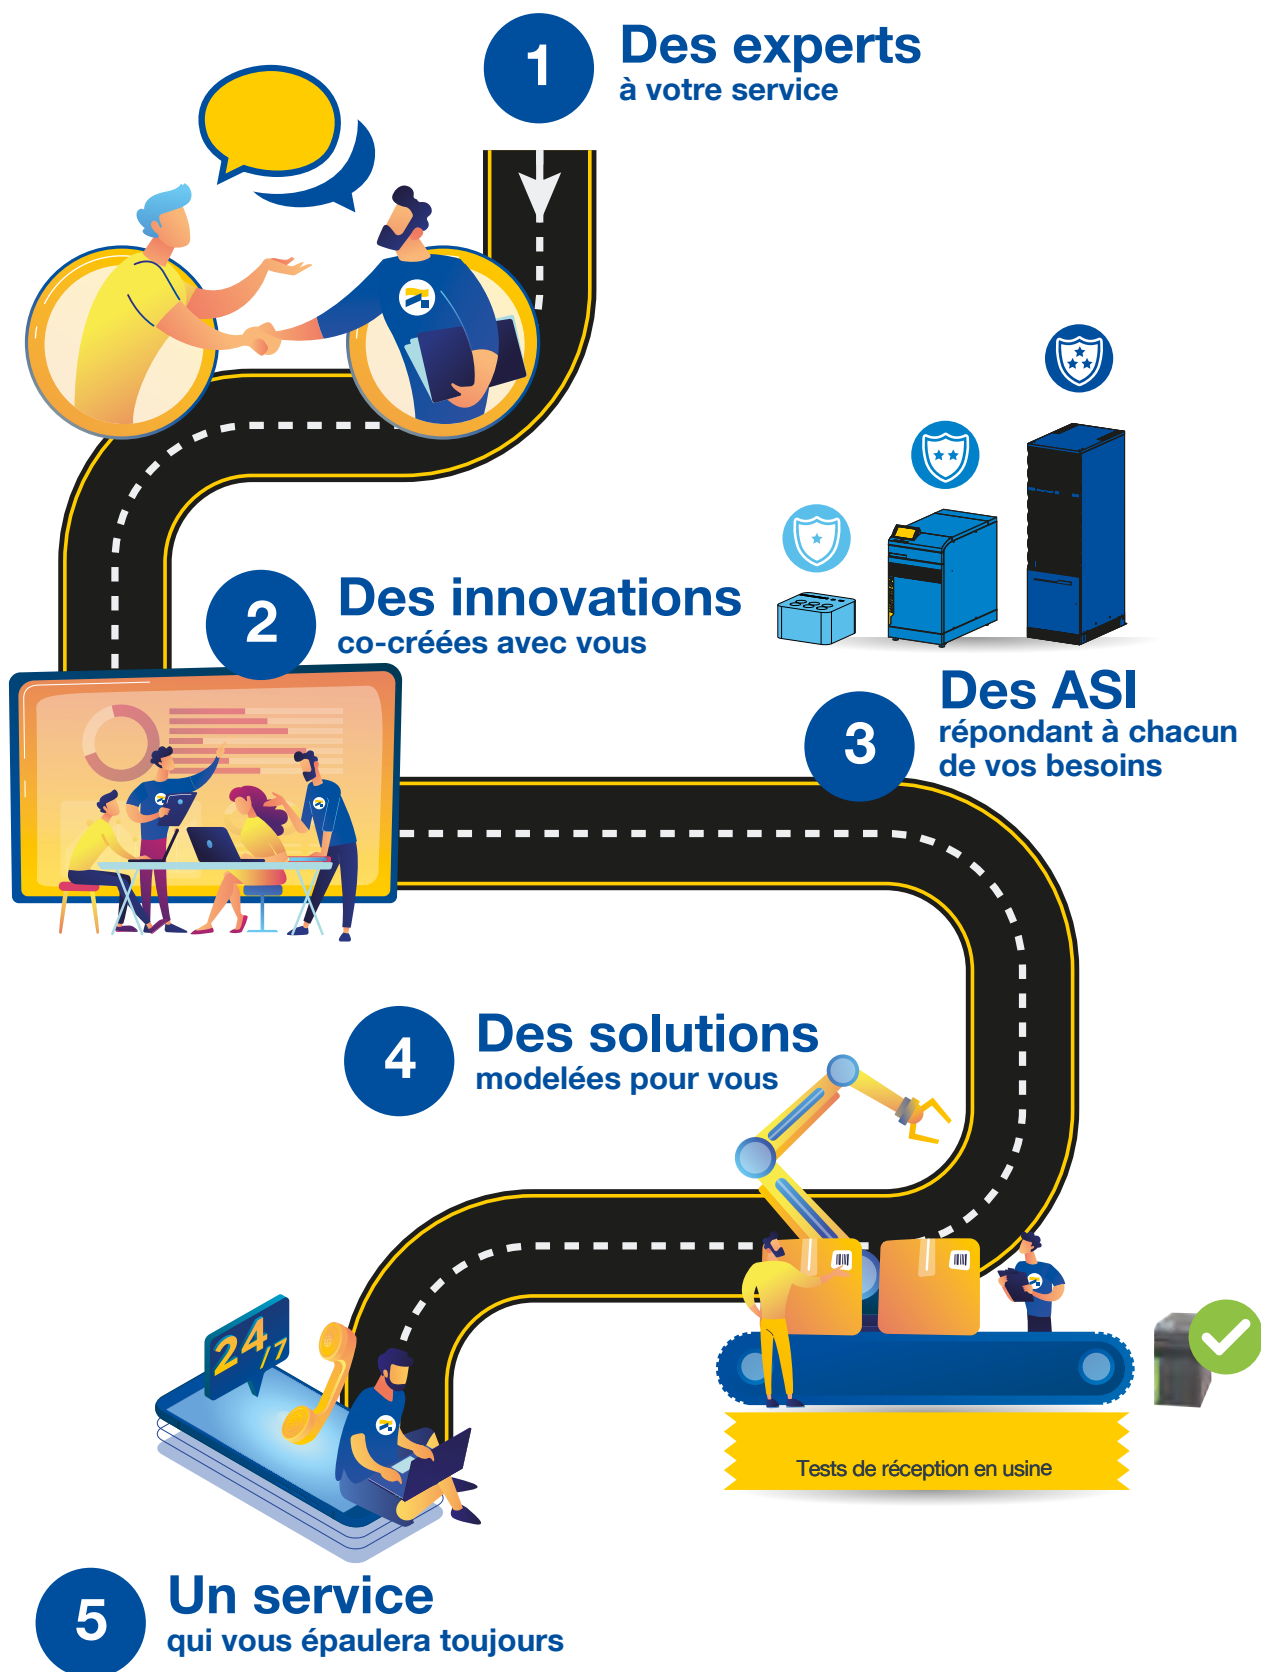 1
Des experts
à votre service
2
Des innovations
co-créées avec vous
3
Des ASI
répondant à chacun
de vos besoins
4
Des solutions
modelées pour vous
24/7
Tests de réception en usine
5
Un service
qui vous épaulera toujours